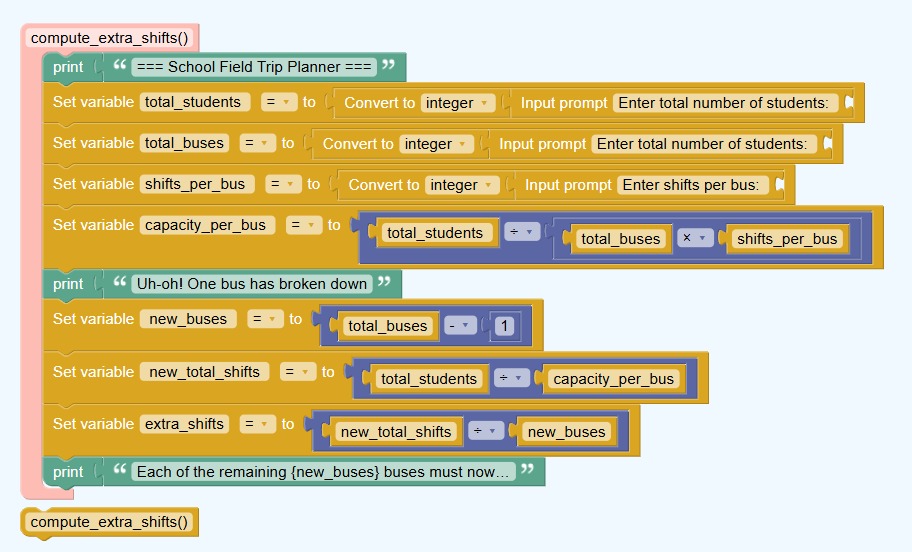 compute_extra_shifts()
print “ === School Field Trip Planner === ”
Set variable total_students = to Convert to integer Input prompt Enter total number of students:
Set variable total_buses = to Convert to integer Input prompt Enter total number of students:
Set variable shifts_per_bus = to Convert to integer Input prompt Enter shifts per bus:
Set variable capacity_per_bus = to total_students ÷ total_buses × shifts_per_bus
print “ Uh-oh! One bus has broken down ”
Set variable new_buses = to total_buses - 1
Set variable new_total_shifts = to total_students ÷ capacity_per_bus
Set variable extra_shifts = to new_total_shifts ÷ new_buses
print “ Each of the remaining {new_buses} buses must now... ”
compute_extra_shifts()